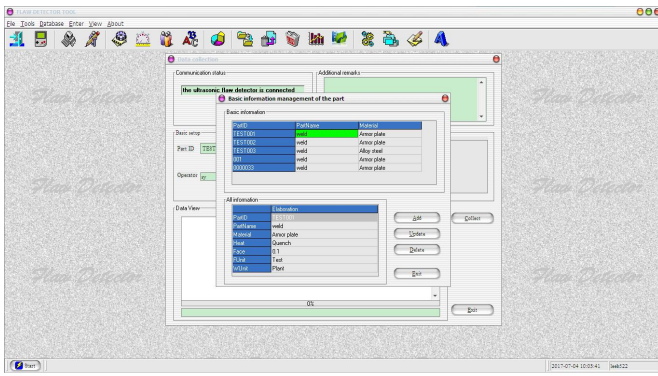 FLAW DETECTOR TOOL
File Tools Database Enter View About
Data collection
Communication status
Additional remarks
the ultrasonic flaw detector is connected
Basic information management of the part
Basic information
PartID PartName Material
TEST001 weld Armor plate
TEST002 weld Armor plate
TEST003 weld Alloy steel
001 weld Armor plate
0000033 weld Armor plate
Basic setup
Part ID TEST
Operator
Data View
All information
Elaboration
PartID TEST001
PartName weld
Material Armor plate
Heat Quench
Face 0.1
RUnit Test
WUnit Plant
Add
Update
Delete
Exit
Collect
0%
Exit
Flaw Detector
Flaw Detector
Flaw Detector
Flaw Detector
Flaw Detector
Flaw Detector
Start
2017-07-04 10:03:41